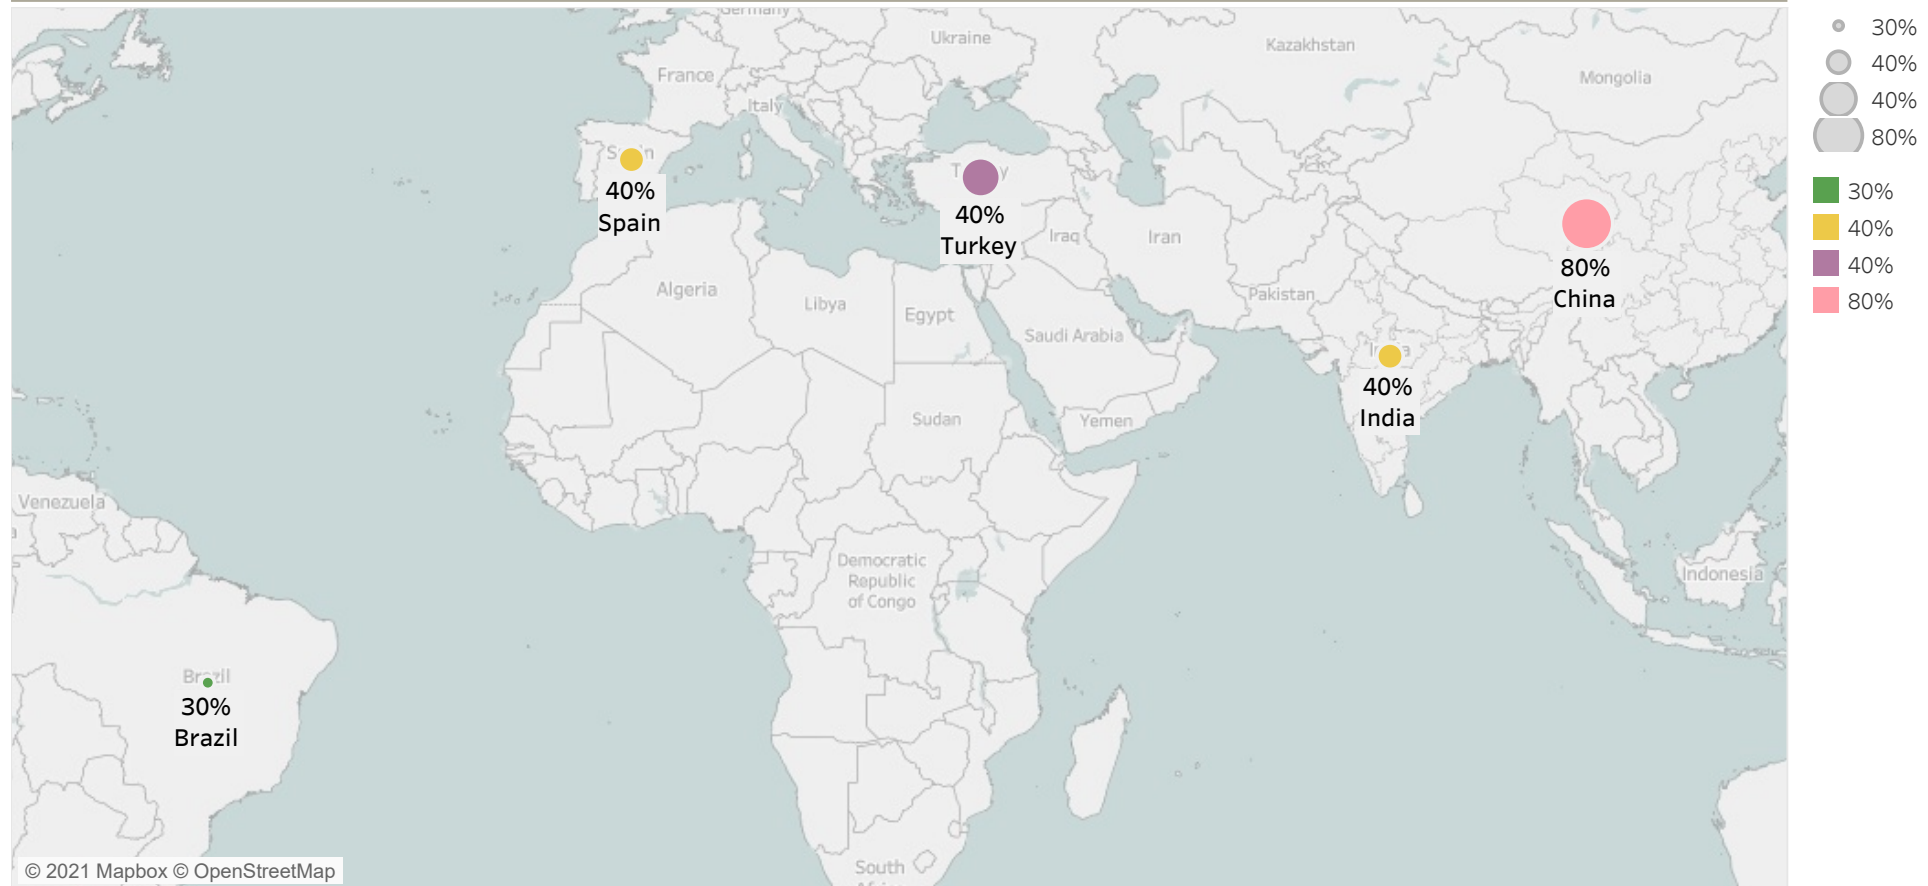 Germany
Ukraine
Kazakhstan
Mongolia
France
Italy
40%
Spain
40%
Turkey
Iraq
Iran
Pakistan
80%
China
Algeria
Libya
Egypt
Saudi Arabia
India
40%
India
Sudan
Yemen
Venezuela
Democratic
Republic
of Congo
Indonesia
Brazil
30%
Brazil
South
© 2021 Mapbox © OpenStreetMap
30%
40%
40%
80%
30%
40%
40%
80%